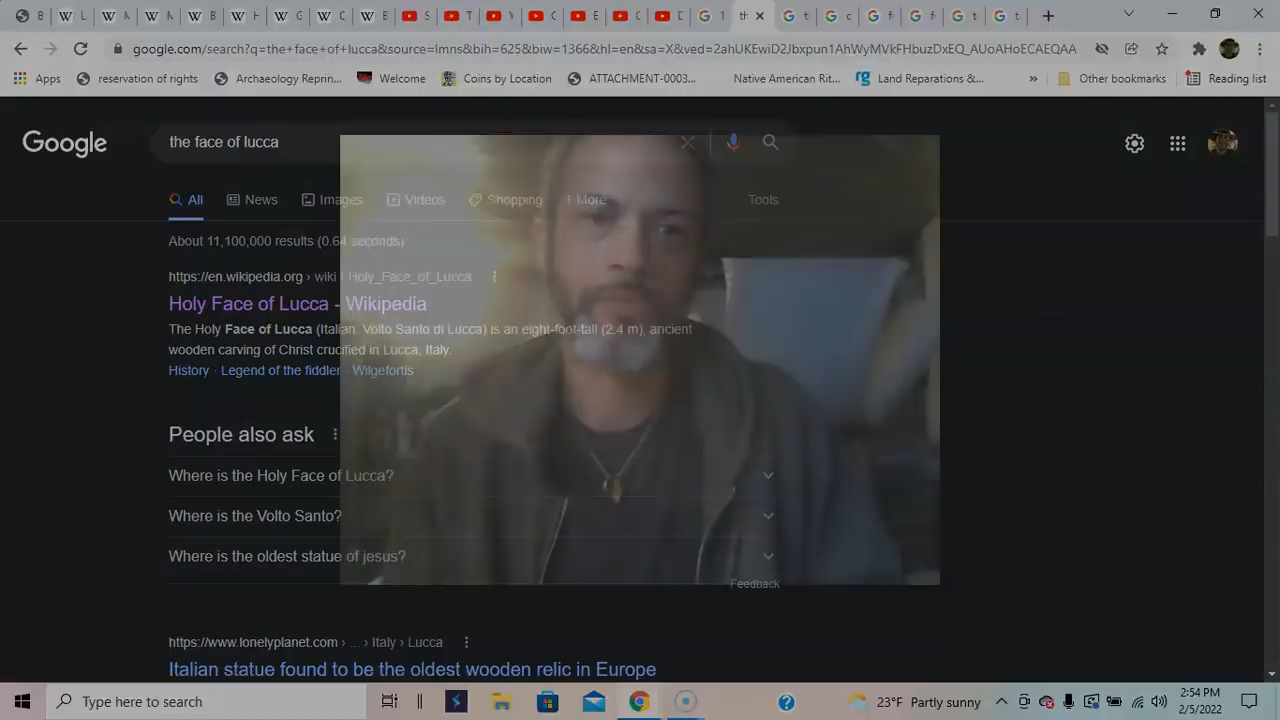 L
W
M
W
H
W
C
B
S
T
V
C
E
C
D
1
th
t
c
f
f
t
t
google.com/search?q=the+face+of+lucca&source=lmns&bih=625&biw=1366&hl=en&sa=X&ved=2ahUKEwiD2Jbxpun1AhWyMVkFHbuzDxEQ_AUoAHoECAEQAA
Apps reservation of rights Archaeology Reprin... Welcome Coins by Location ATTACHMENT-0003... Native American Rit... rg Land Reparations &... » Other bookmarks Reading list
Google the face of lucca
All News Images Videos Shopping More Tools
About 11,100,000 results (0.64 seconds)
https://en.wikipedia.org › wiki › Holy_Face_of_Lucca
Holy Face of Lucca - Wikipedia
The Holy Face of Lucca (Italian: Volto Santo di Lucca) is an eight-foot-tall (2.4 m), ancient
wooden carving of Christ crucified in Lucca, Italy.
History · Legend of the fiddler · Wilgefortis
People also ask
Where is the Holy Face of Lucca?
Where is the Volto Santo?
Where is the oldest statue of jesus?
Feedback
https://www.lonelyplanet.com › ... › Italy › Lucca
Italian statue found to be the oldest wooden relic in Europe
Type here to search 23°F Partly sunny 2:54 PM
2/5/2022